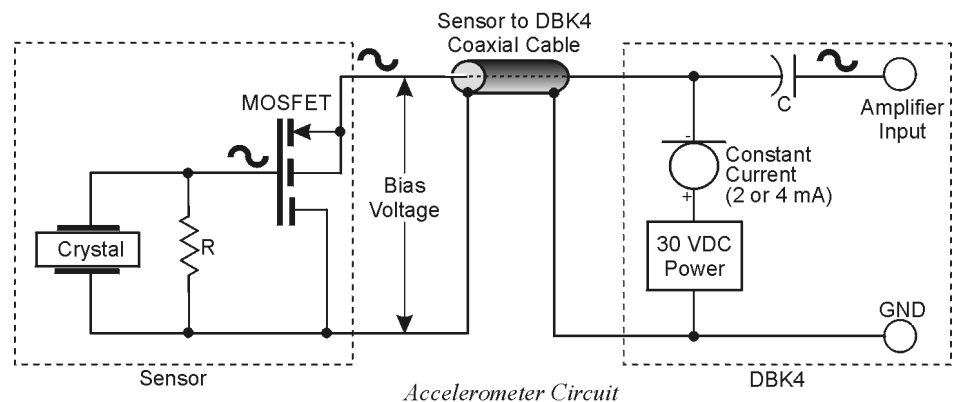 Sensor to DBK4
Coaxial Cable
MOSFET
C
Amplifier
Input
-
Constant
Current
(2 or 4 mA)
+
Bias
Voltage
Crystal
R
30 VDC
Power
GND
Sensor
DBK4
Accelerometer Circuit